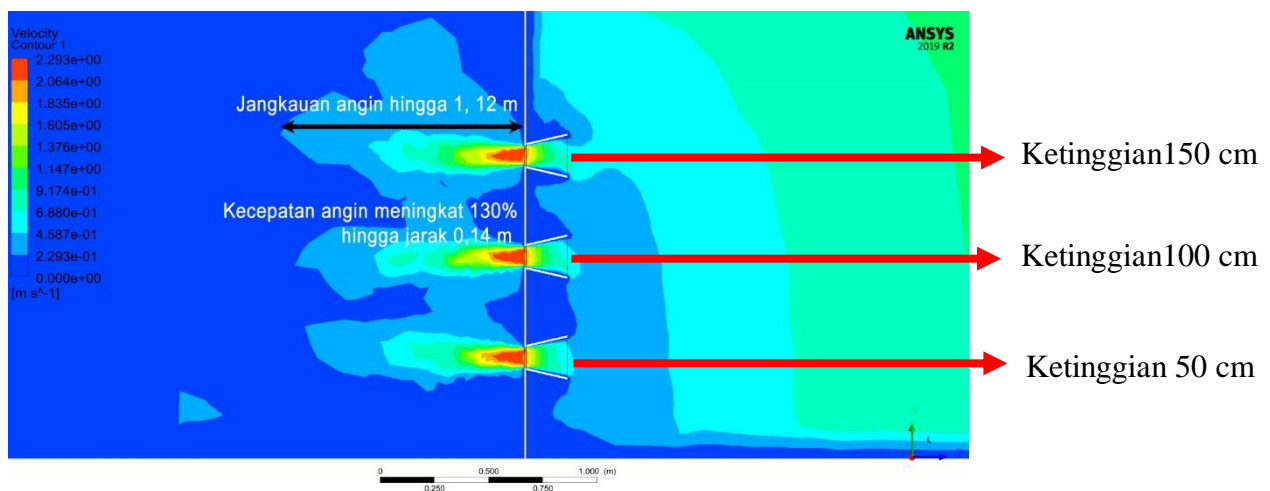 Velocity
Contour 1
2.293e+00
2.064e+00
1.835e+00
1.605e+00
1.376e+00
1.147e+00
9.174e-01
6.880e-01
4.587e-01
2.293e-01
0.000e+00
[m s^-1]
ANSYS
2019 R2
Jangkauan angin hingga 1, 12 m
Kecepatan angin meningkat 130%
hingga jarak 0,14 m
Ketinggian150 cm
Ketinggian100 cm
Ketinggian 50 cm
Y
0 0.500 1.000 (m)
0.250 0.750